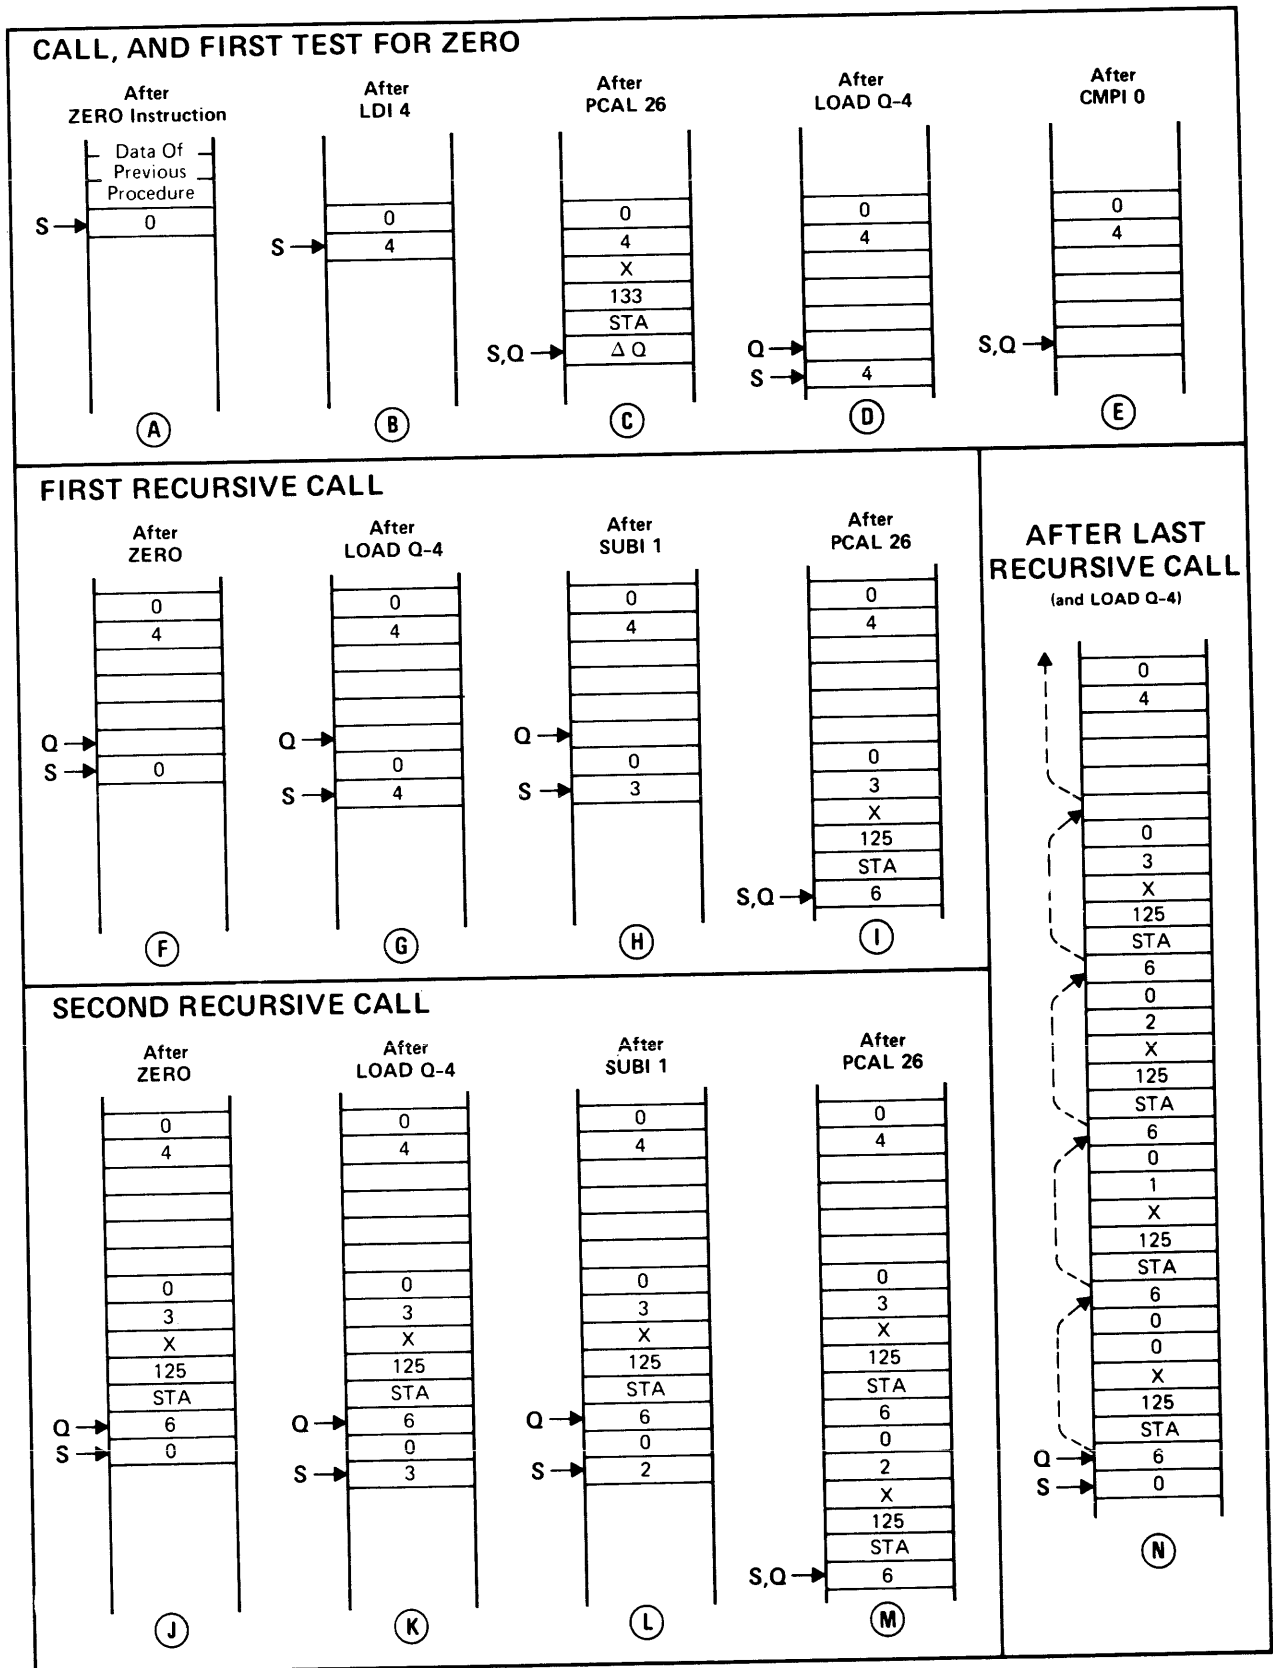 CALL, AND FIRST TEST FOR ZERO
After
ZERO Instruction
Data Of
Previous
Procedure
S
0
A
After
LDI 4
0
S
4
B
After
PCAL 26
0
4
X
133
STA
S,Q
Δ Q
C
After
LOAD Q-4
0
4
Q
S
4
D
After
CMPI 0
0
4
S,Q
E
FIRST RECURSIVE CALL
After
ZERO
0
4
Q
S
0
F
After
LOAD Q-4
0
4
Q
0
S
4
G
After
SUBI 1
0
4
Q
0
S
3
H
After
PCAL 26
0
4
0
3
X
125
STA
S,Q
6
I
SECOND RECURSIVE CALL
After
ZERO
0
4
0
3
X
125
STA
Q
6
S
0
J
After
LOAD Q-4
0
4
0
3
X
125
STA
Q
6
0
S
3
K
After
SUBI 1
0
4
0
3
X
125
STA
Q
6
0
S
2
L
After
PCAL 26
0
4
0
3
X
125
STA
6
0
2
X
125
STA
S,Q
6
M
AFTER LAST
RECURSIVE CALL
(and LOAD Q-4)
0
4
0
3
X
125
STA
6
0
2
X
125
STA
6
0
1
X
125
STA
6
0
0
X
125
STA
Q
6
S
0
N